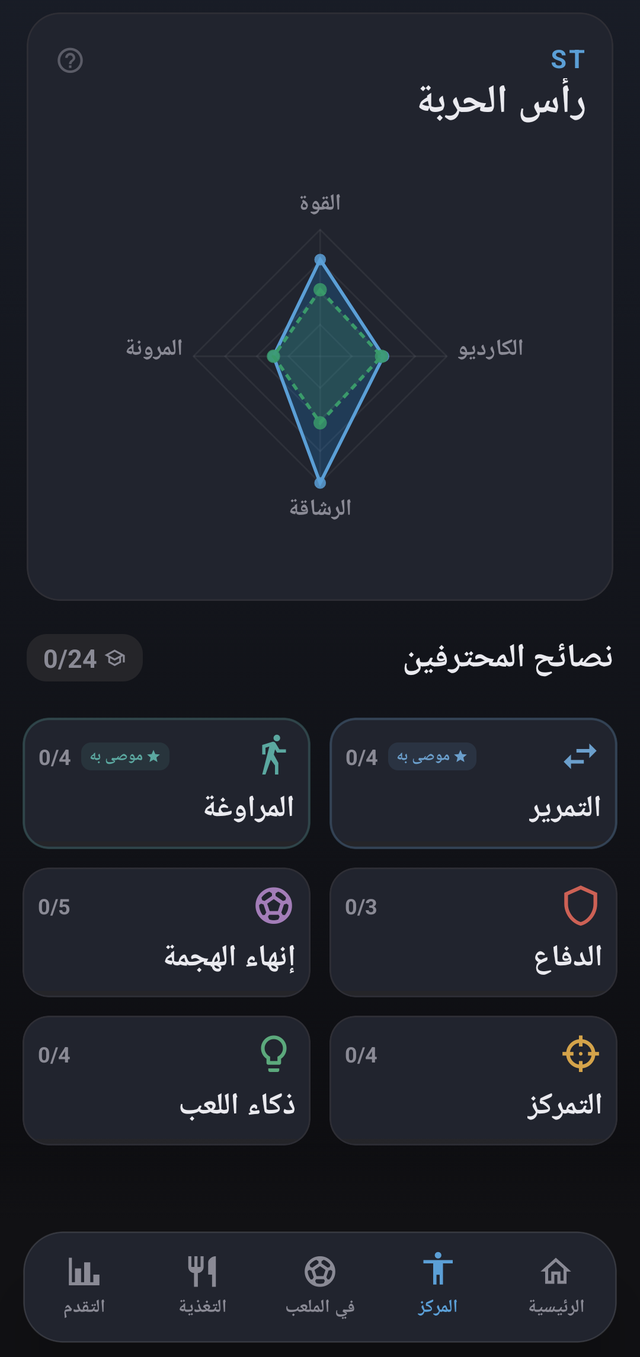 ST
رأس الحربة
القوة
الكارديو
المرونة
الرشاقة
نصائح المحترفين
0/24
موصى به
0/4
التمرير
موصى به
0/4
المراوغة
0/3
الدفاع
0/5
إنهاء الهجمة
0/4
التمركز
0/4
ذكاء اللعب
الرئيسية
المركز
في الملعب
التغذية
التقدم